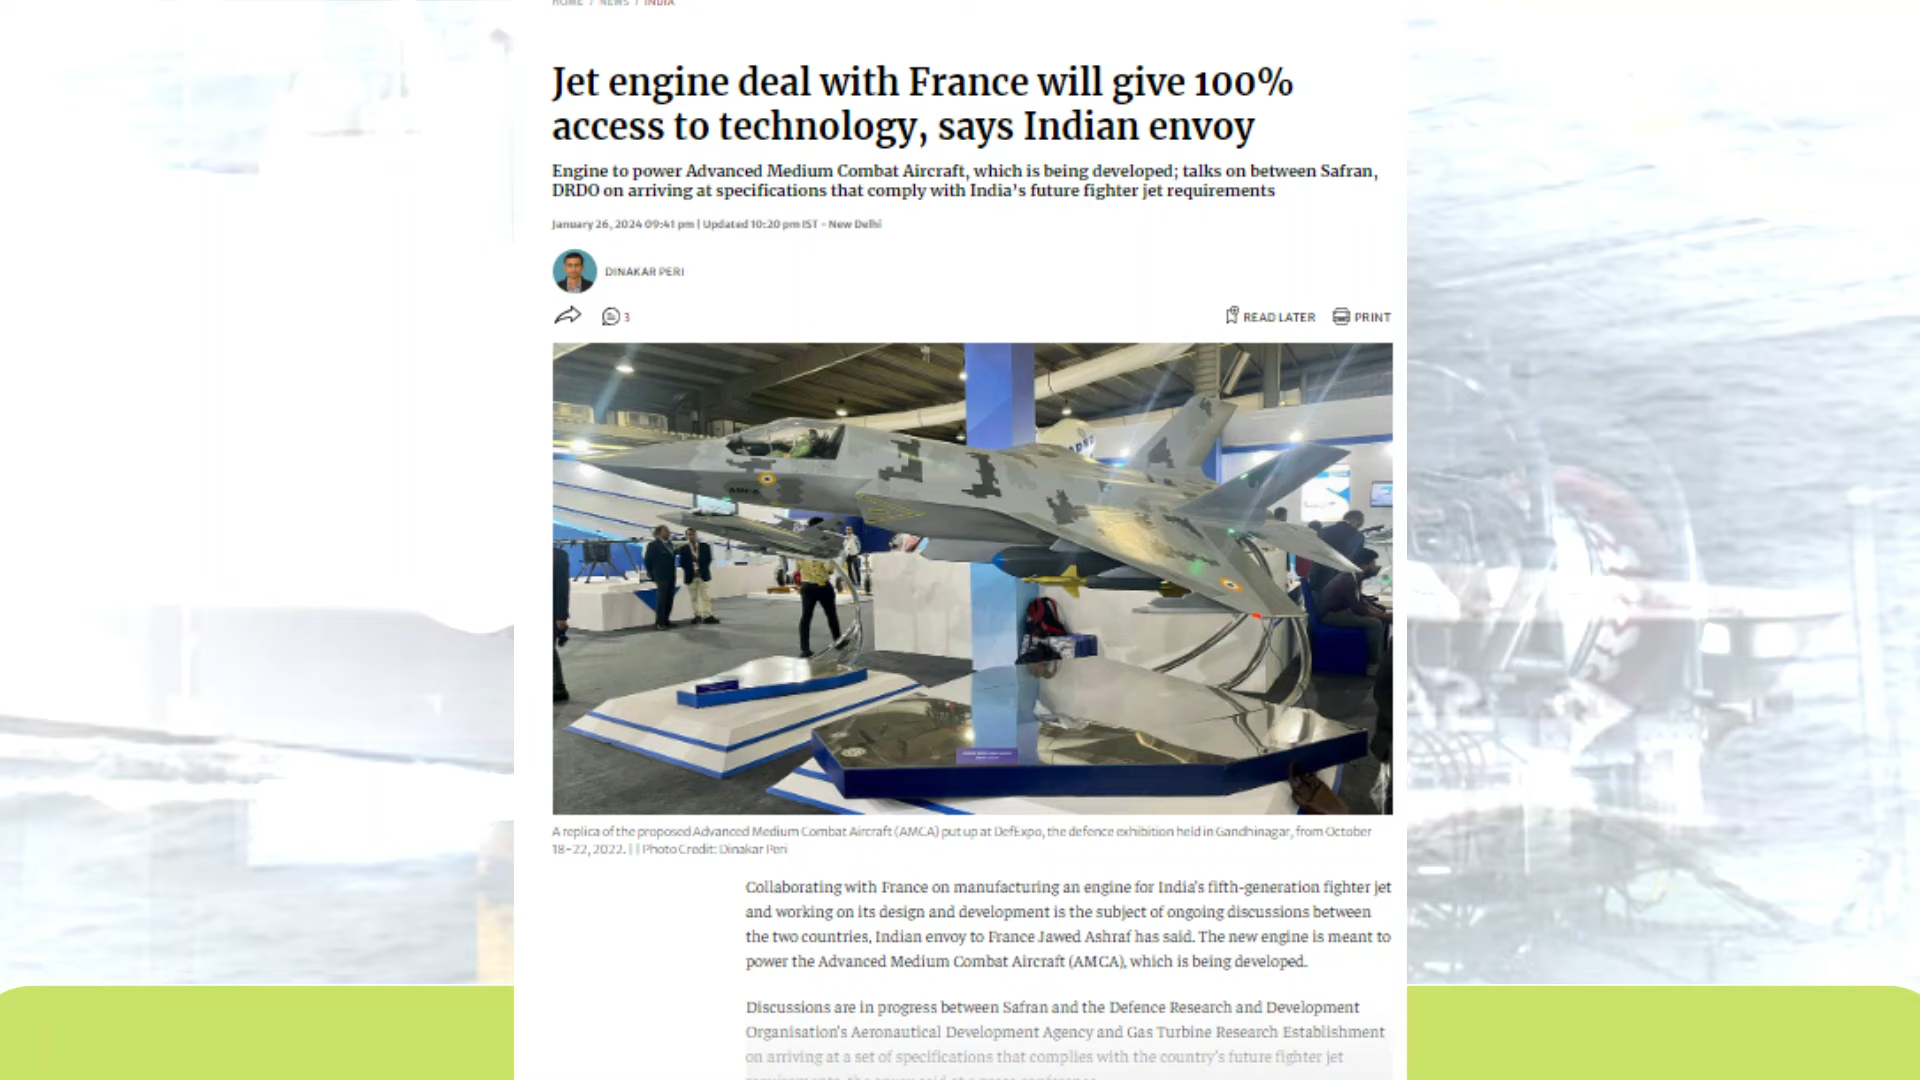 HOME / NEWS / INDIA
Jet engine deal with France will give 100%
access to technology, says Indian envoy
Engine to power Advanced Medium Combat Aircraft, which is being developed; talks on between Safran,
DRDO on arriving at specifications that comply with India's future fighter jet requirements
January 26, 2024 09:41 pm | Updated 10:20 pm IST - New Delhi
DINAKAR PERI
3
READ LATER
PRINT
AMCA
A replica of the proposed Advanced Medium Combat Aircraft (AMCA) put up at DefExpo, the defence exhibition held in Gandhinagar, from October
18-22, 2022. | | Photo Credit: Dinakar Peri
Collaborating with France on manufacturing an engine for India's fifth-generation fighter jet
and working on its design and development is the subject of ongoing discussions between
the two countries, Indian envoy to France Jawed Ashraf has said. The new engine is meant to
power the Advanced Medium Combat Aircraft (AMCA), which is being developed.
Discussions are in progress between Safran and the Defence Research and Development
Organisation's Aeronautical Development Agency and Gas Turbine Research Establishment
on arriving at a set of specifications that complies with the country's future fighter jet